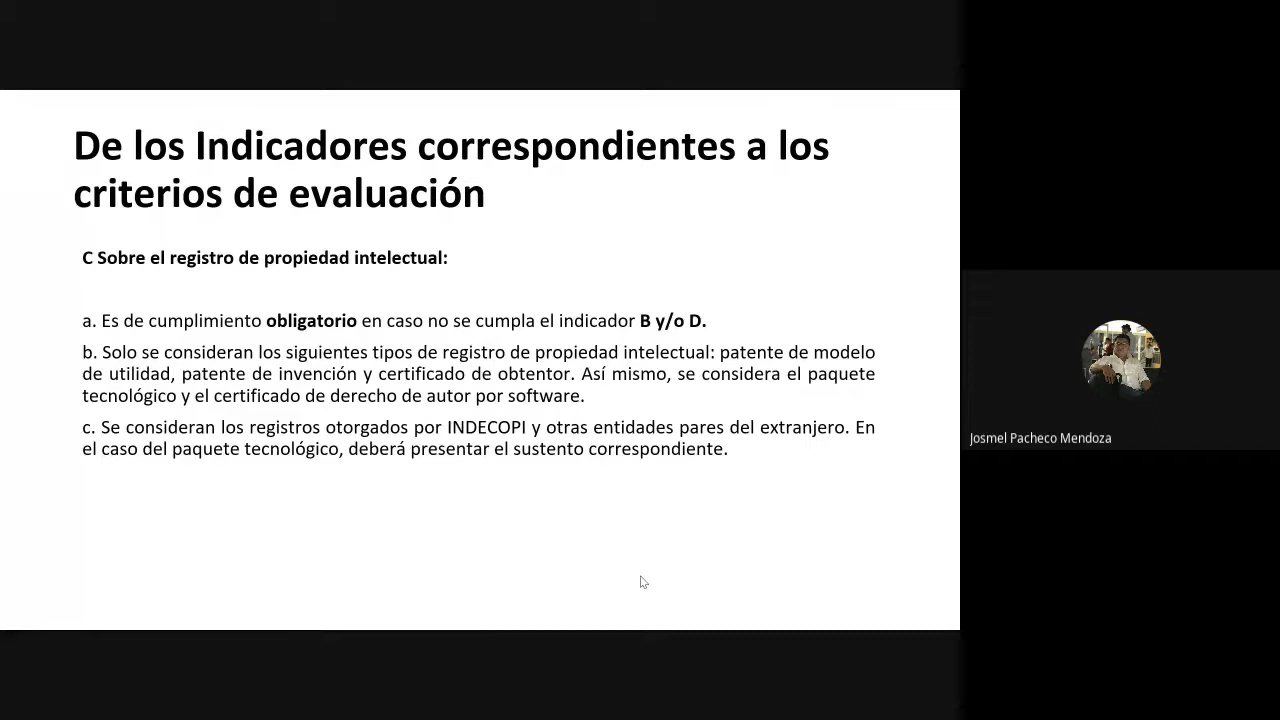 De los Indicadores correspondientes a los
criterios de evaluación
C Sobre el registro de propiedad intelectual:
a. Es de cumplimiento obligatorio en caso no se cumpla el indicador B y/o D.
b. Solo se consideran los siguientes tipos de registro de propiedad intelectual: patente de modelo
de utilidad, patente de invención y certificado de obtentor. Así mismo, se considera el paquete
tecnológico y el certificado de derecho de autor por software.
c. Se consideran los registros otorgados por INDECOPI y otras entidades pares del extranjero. En
el caso del paquete tecnológico, deberá presentar el sustento correspondiente.
Josmel Pacheco Mendoza